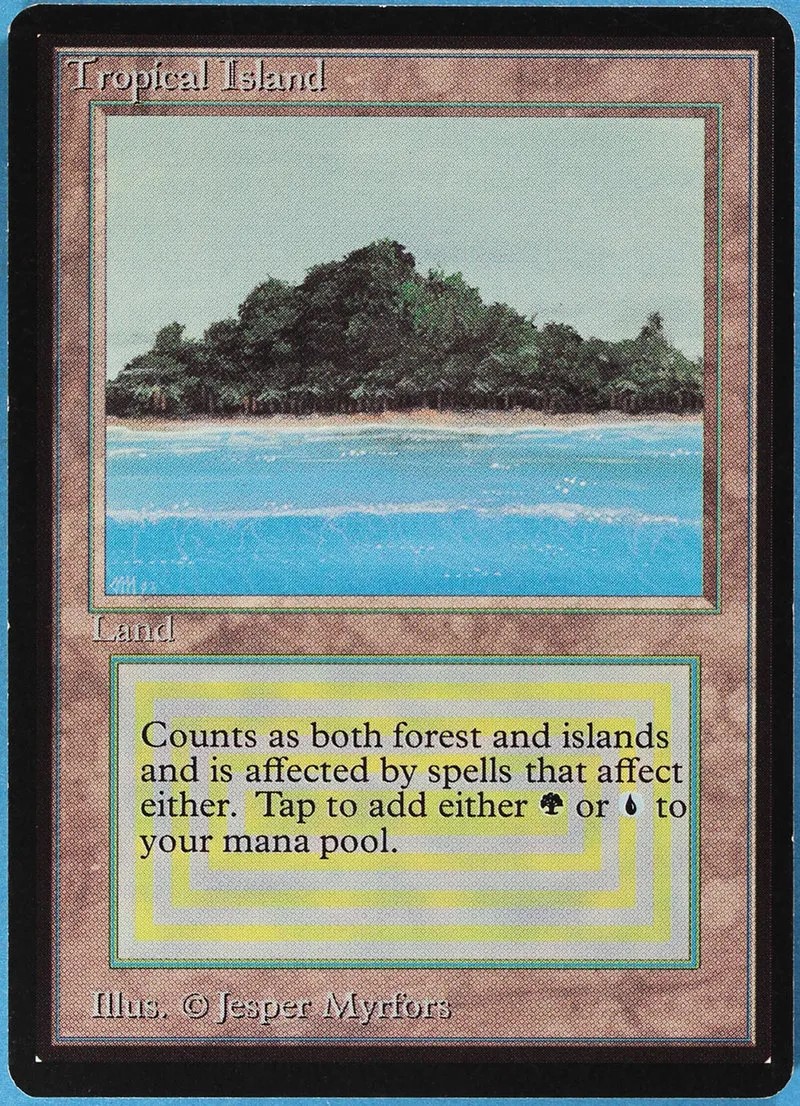 Tropical Island
Land
Counts as both forest and islands
and is affected by spells that affect
either. Tap to add either or to
your mana pool.
Illus. © Jesper Myrfors